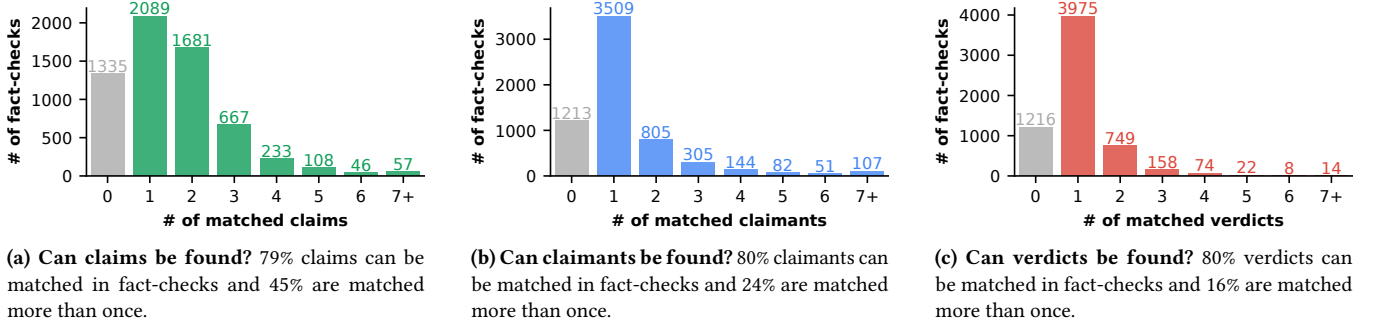 2089
2000
1681
1500
1335
1000
667
500
233
108
46
57
0
0 1 2 3 4 5 6 7+
# of fact-checks
# of matched claims
(a) Can claims be found? 79% claims can be
matched in fact-checks and 45% are matched
more than once.
3509
3000
2000
1213
1000
805
305
144
82
51
107
0
0 1 2 3 4 5 6 7+
# of fact-checks
# of matched claimants
(b) Can claimants be found? 80% claimants can
be matched in fact-checks and 24% are matched
more than once.
3975
4000
3000
2000
1216
1000
749
158
74
22
8
14
0
0 1 2 3 4 5 6 7+
# of fact-checks
# of matched verdicts
(c) Can verdicts be found? 80% verdicts can
be matched in fact-checks and 16% are matched
more than once.